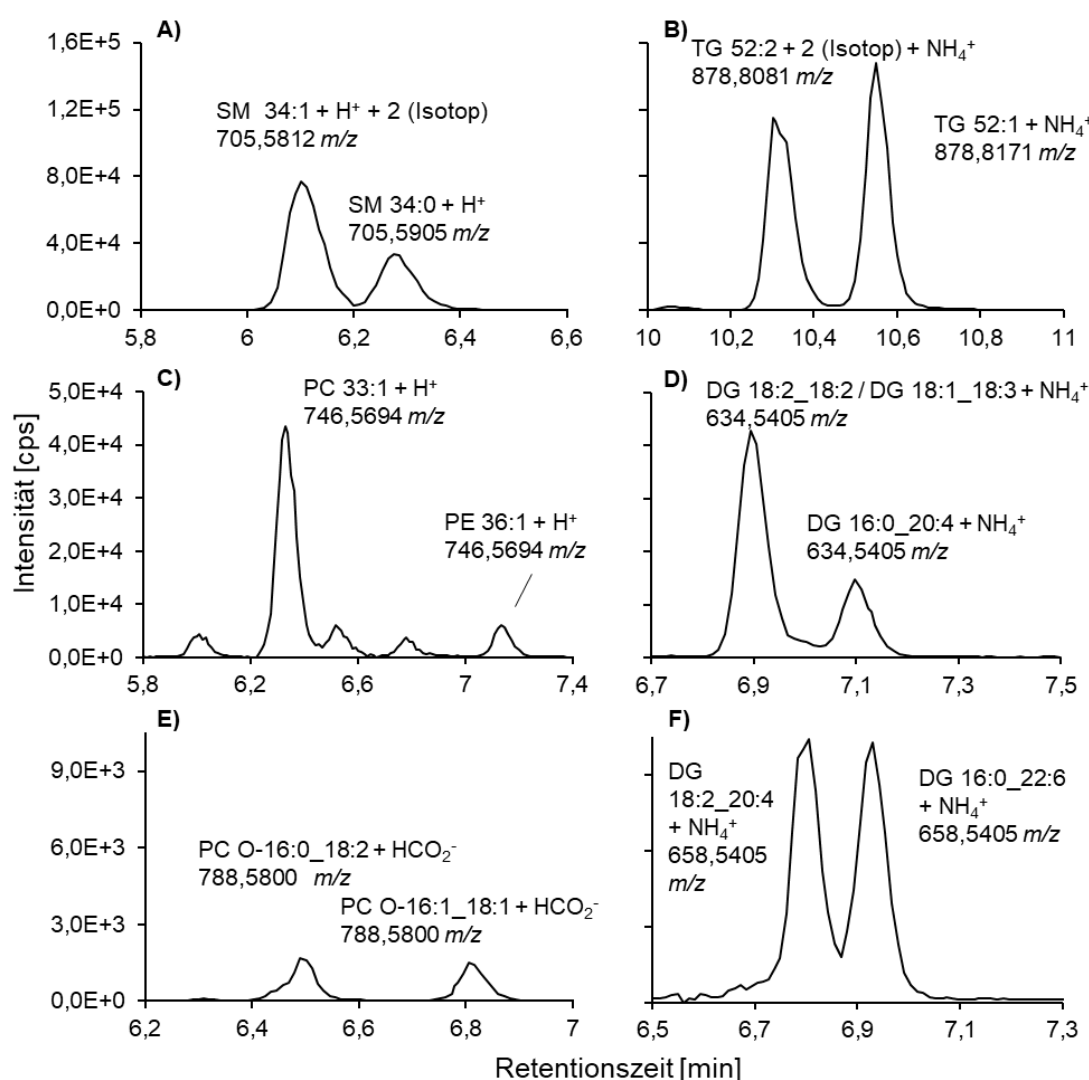 A)
1,6E+5
1,2E+5
8,0E+4
4,0E+4
0,0E+0
SM 34:1 + H⁺ + 2 (Isotop)
705,5812 m/z
SM 34:0 + H⁺
705,5905 m/z
5,8 6 6,2 6,4 6,6
B)
TG 52:2 + 2 (Isotop) + NH₄⁺
878,8081 m/z
TG 52:1 + NH₄⁺
878,8171 m/z
10 10,2 10,4 10,6 10,8 11
C)
5,0E+4
4,0E+4
3,0E+4
2,0E+4
1,0E+4
0,0E+0
PC 33:1 + H⁺
746,5694 m/z
PE 36:1 + H⁺
746,5694 m/z
5,8 6,2 6,6 7 7,4
D)
DG 18:2_18:2 / DG 18:1_18:3 + NH₄⁺
634,5405 m/z
DG 16:0_20:4 + NH₄⁺
634,5405 m/z
6,7 6,9 7,1 7,3 7,5
Intensität [cps]
E)
9,0E+3
6,0E+3
3,0E+3
0,0E+0
PC O-16:0_18:2 + HCO₂⁻
788,5800 m/z
PC O-16:1_18:1 + HCO₂⁻
788,5800 m/z
6,2 6,4 6,6 6,8 7
F)
DG
18:2_20:4
+ NH₄⁺
658,5405
m/z
DG 16:0_22:6
+ NH₄⁺
658,5405 m/z
6,5 6,7 6,9 7,1 7,3
Retentionszeit [min]